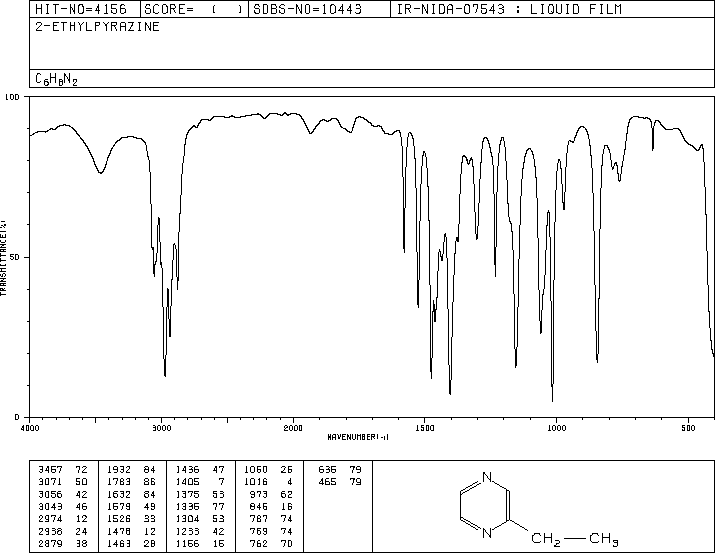 HIT-NO=4156 SCORE= ( ) SDBS-NO=10443 IR-NIDA-07543 : LIQUID FILM
2-ETHYLPYRAZINE
C6H8N2
100
50
0
TRANSMITTANCE(%)
4000 3000 2000 1500 1000 500
WAVENUMBER(-1)
3467 72 1932 84 1436 47 1060 26 636 79
3071 50 1783 86 1405 7 1016 4 465 79
3056 42 1632 84 1375 53 973 62
3043 46 1579 49 1336 77 846 16
2974 12 1526 33 1304 53 787 74
2938 24 1478 12 1233 42 769 74
2879 38 1463 28 1156 15 762 70
N
N
CH2
CH3